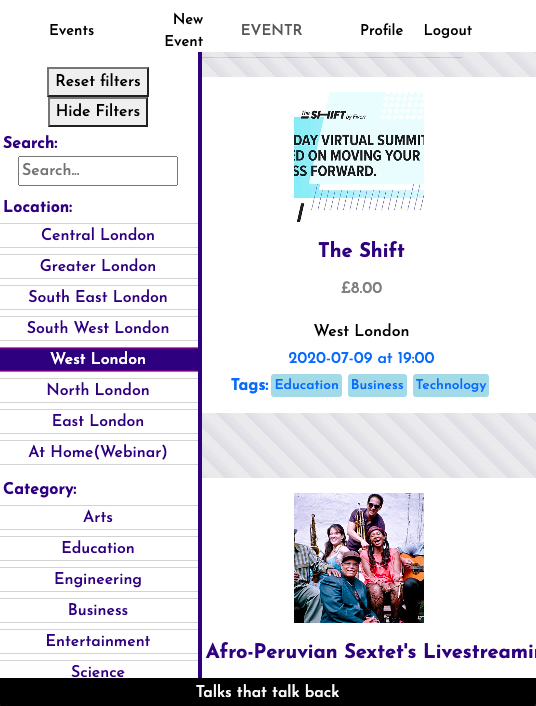 Events
New
Event
EVENTR
Profile
Logout
Reset filters
Hide Filters
Search:
Search...
Location:
Central London
Greater London
South East London
South West London
West London
North London
East London
At Home(Webinar)
Category:
Arts
Education
Engineering
Business
Entertainment
Science
The SHIFT by Fiverr
DAY VIRTUAL SUMMIT
ED ON MOVING YOUR
SS FORWARD.
The Shift
£8.00
West London
2020-07-09 at 19:00
Tags: Education Business Technology
Afro-Peruvian Sextet's Livestreamin
Talks that talk back